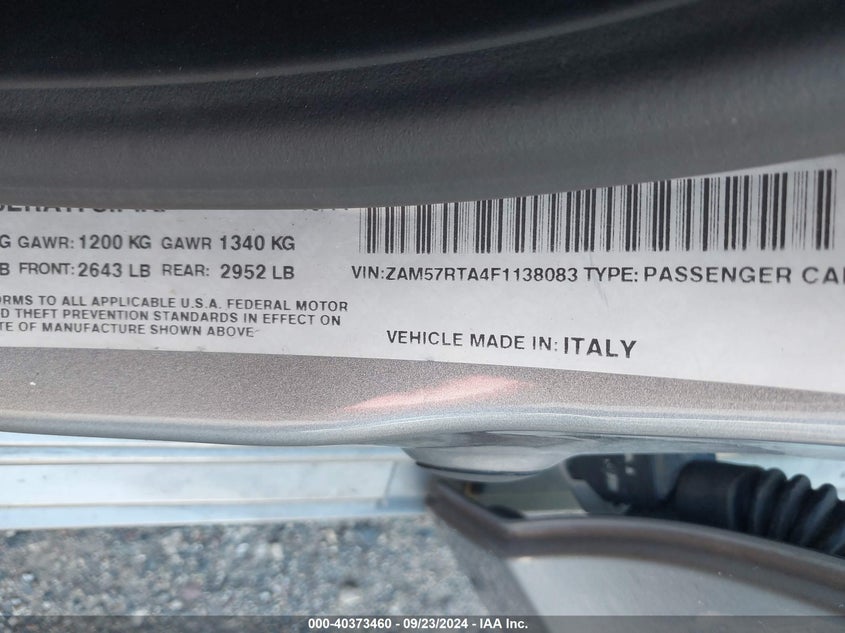 G GAWR: 1200 KG GAWR 1340 KG
B FRONT: 2643 LB REAR: 2952 LB
ORMS TO ALL APPLICABLE U.S.A. FEDERAL MOTOR
D THEFT PREVENTION STANDARDS IN EFFECT ON
TE OF MANUFACTURE SHOWN ABOVE
VIN:ZAM57RTA4F1138083 TYPE: PASSENGER CA
VEHICLE MADE IN: ITALY
000-40373460 - 09/23/2024 - IAA Inc.